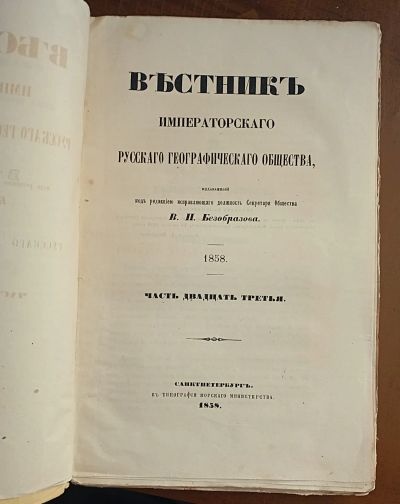 ВѢСТНИКЪ
ИМПЕРАТОРСКАГО
РУССКАГО ГЕОГРАФИЧЕСКАГО ОБЩЕСТВА,
издаваемый
подъ редакціею исправляющаго должность Секретаря Общества
В. П. Безобразова.
1858.
ЧАСТЬ ДВАДЦАТЬ ТРЕТЬЯ.
САНКТПЕТЕРБУРГЪ.
ВЪ ТИПОГРАФІИ МОРСКАГО МИНИСТЕРСТВА.
1858.